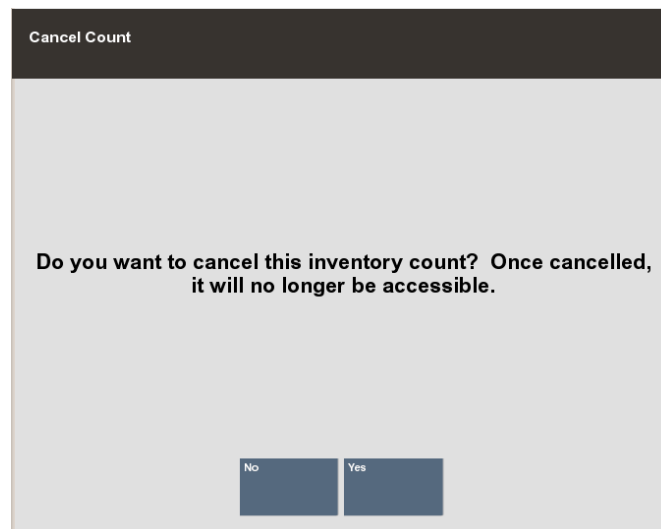 Cancel Count
Do you want to cancel this inventory count?  Once cancelled,
it will no longer be accessible.
No
Yes